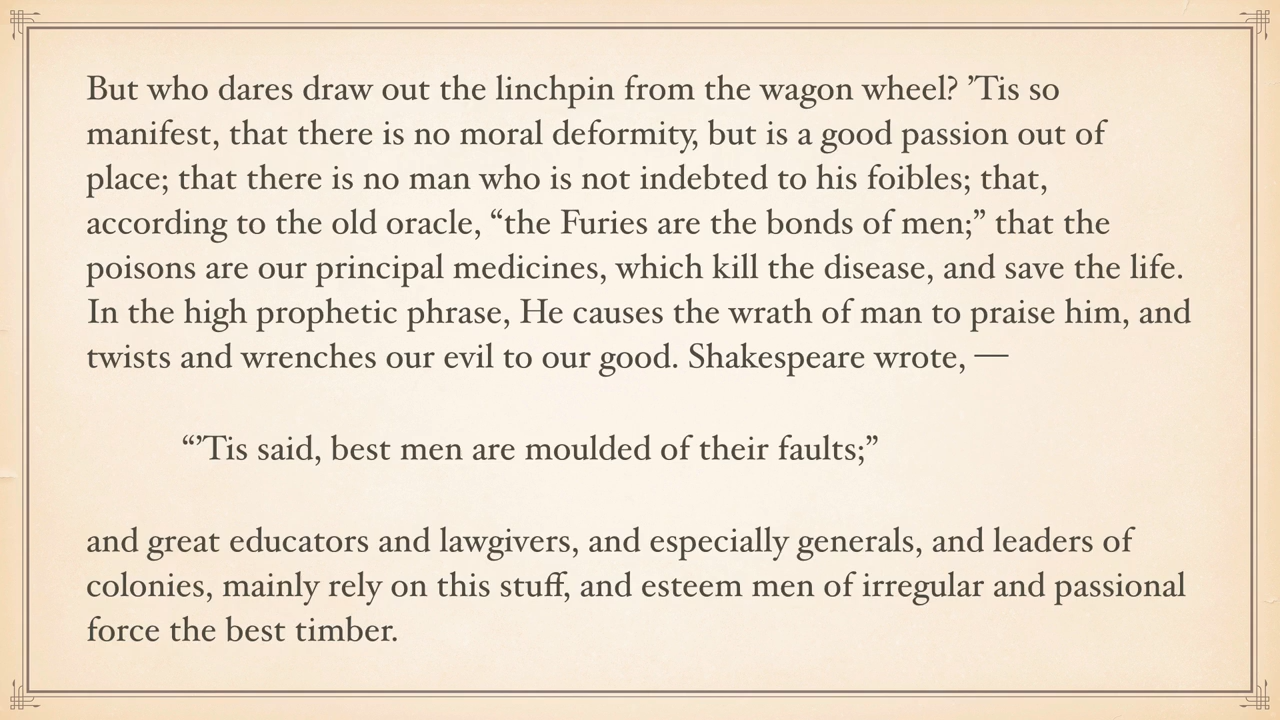 But who dares draw out the linchpin from the wagon wheel? ’Tis so
manifest, that there is no moral deformity, but is a good passion out of
place; that there is no man who is not indebted to his foibles; that,
according to the old oracle, “the Furies are the bonds of men;” that the
poisons are our principal medicines, which kill the disease, and save the life.
In the high prophetic phrase, He causes the wrath of man to praise him, and
twists and wrenches our evil to our good. Shakespeare wrote, —
“’Tis said, best men are moulded of their faults;”
and great educators and lawgivers, and especially generals, and leaders of
colonies, mainly rely on this stuff, and esteem men of irregular and passional
force the best timber.